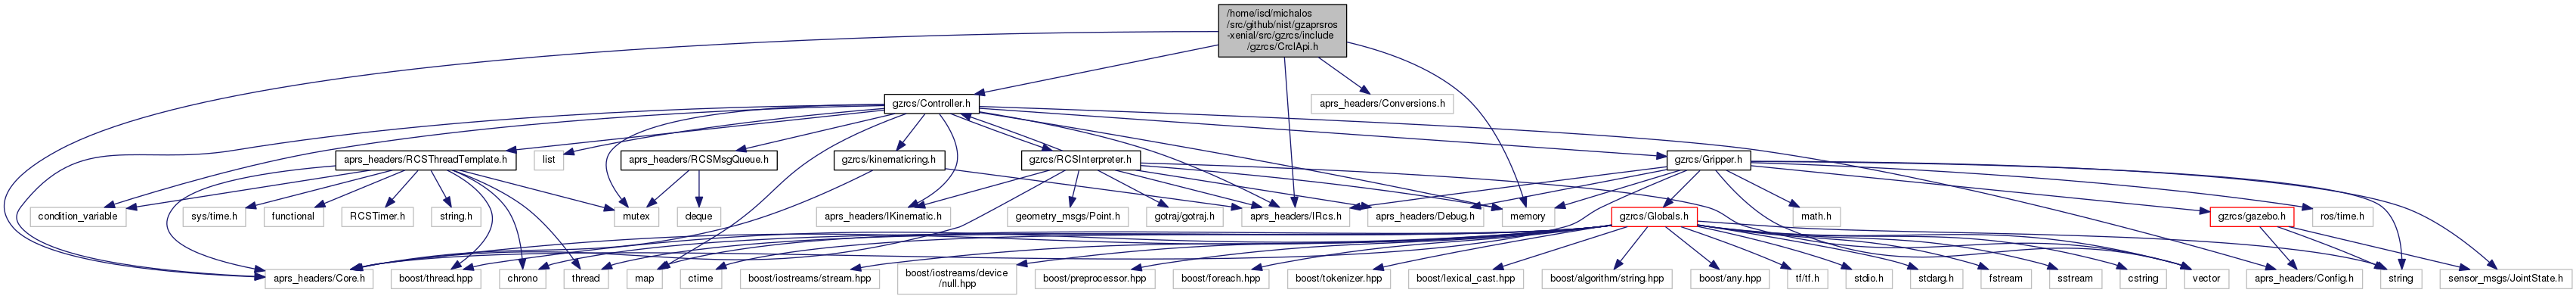 /home/isd/michalos
/src/github/nist/gzaprsros
-xenial/src/gzrcs/include
/gzrcs/CrclApi.h
gzrcs/Controller.h
aprs_headers/Conversions.h
aprs_headers/RCSThreadTemplate.h
list
aprs_headers/RCSMsgQueue.h
gzrcs/kinematicring.h
gzrcs/RCSInterpreter.h
gzrcs/Gripper.h
condition_variable
sys/time.h
functional
RCSTimer.h
string.h
mutex
deque
aprs_headers/IKinematic.h
geometry_msgs/Point.h
gotraj/gotraj.h
aprs_headers/IRcs.h
aprs_headers/Debug.h
memory
gzrcs/Globals.h
math.h
gzrcs/gazebo.h
ros/time.h
aprs_headers/Core.h
boost/thread.hpp
chrono
thread
map
ctime
boost/iostreams/stream.hpp
boost/iostreams/device
/null.hpp
boost/preprocessor.hpp
boost/foreach.hpp
boost/tokenizer.hpp
boost/lexical_cast.hpp
boost/algorithm/string.hpp
boost/any.hpp
tf/tf.h
stdio.h
stdarg.h
fstream
sstream
cstring
vector
aprs_headers/Config.h
string
sensor_msgs/JointState.h